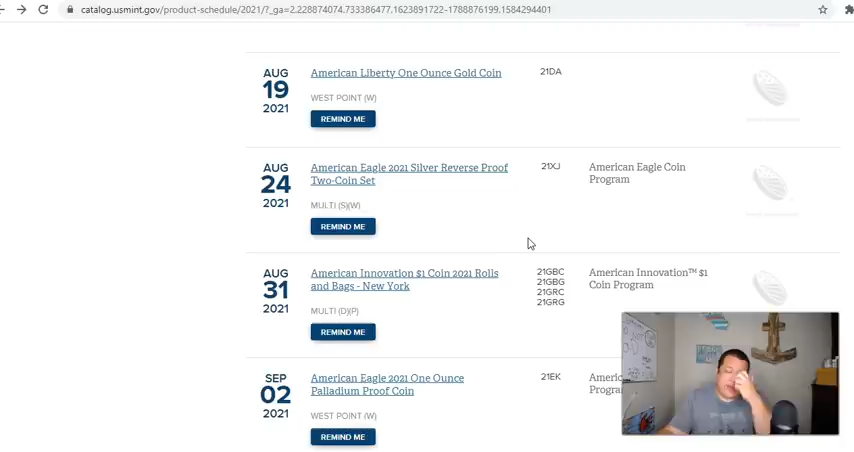 catalog.usmint.gov/product-schedule/2021/?_ga=2.228874074.733386477.1623891722-1788876199.1584294401
AUG
19
2021
American Liberty One Ounce Gold Coin
WEST POINT (W)
REMIND ME
21DA
AUG
24
2021
American Eagle 2021 Silver Reverse Proof
Two-Coin Set
MULTI (S)(W)
REMIND ME
21XJ
American Eagle Coin
Program
AUG
31
2021
American Innovation $1 Coin 2021 Rolls
and Bags - New York
MULTI (D)(P)
REMIND ME
21GBC
21GBG
21GRC
21GRG
American Innovation™ $1
Coin Program
SEP
02
2021
American Eagle 2021 One Ounce
Palladium Proof Coin
WEST POINT (W)
REMIND ME
21EK